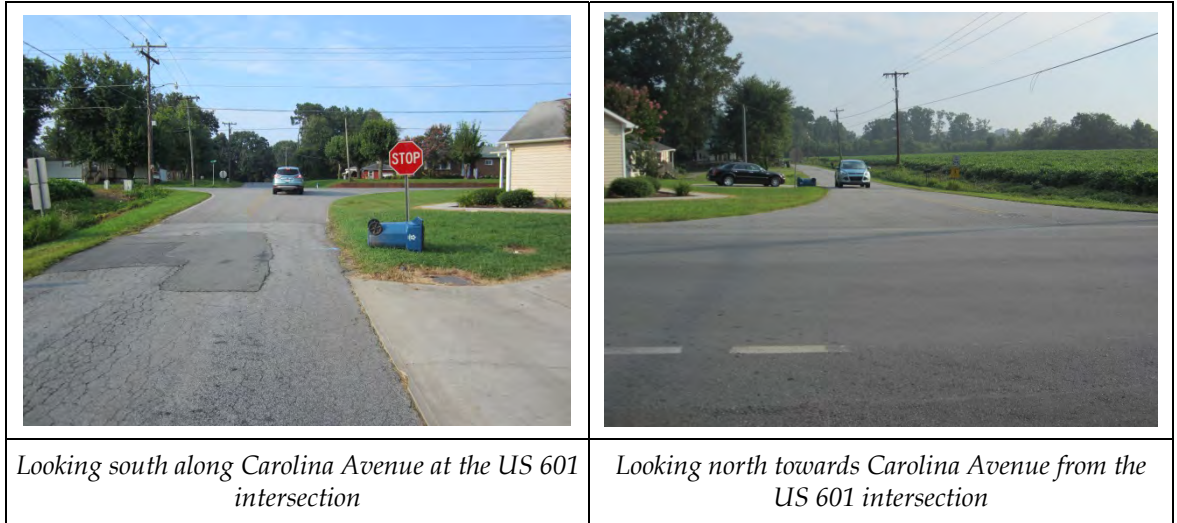 STOP
Looking south along Carolina Avenue at the US 601
intersection
Looking north towards Carolina Avenue from the
US 601 intersection